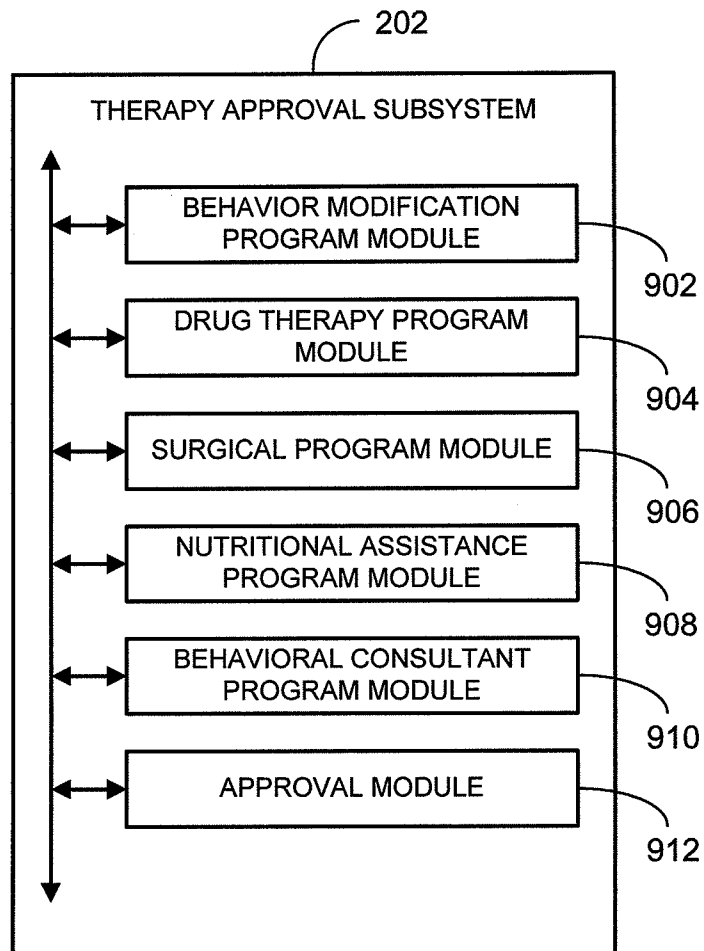 202
THERAPY APPROVAL SUBSYSTEM
BEHAVIOR MODIFICATION
PROGRAM MODULE
902
DRUG THERAPY PROGRAM
MODULE
904
SURGICAL PROGRAM MODULE
906
NUTRITIONAL ASSISTANCE
PROGRAM MODULE
908
BEHAVIORAL CONSULTANT
PROGRAM MODULE
910
APPROVAL MODULE
912